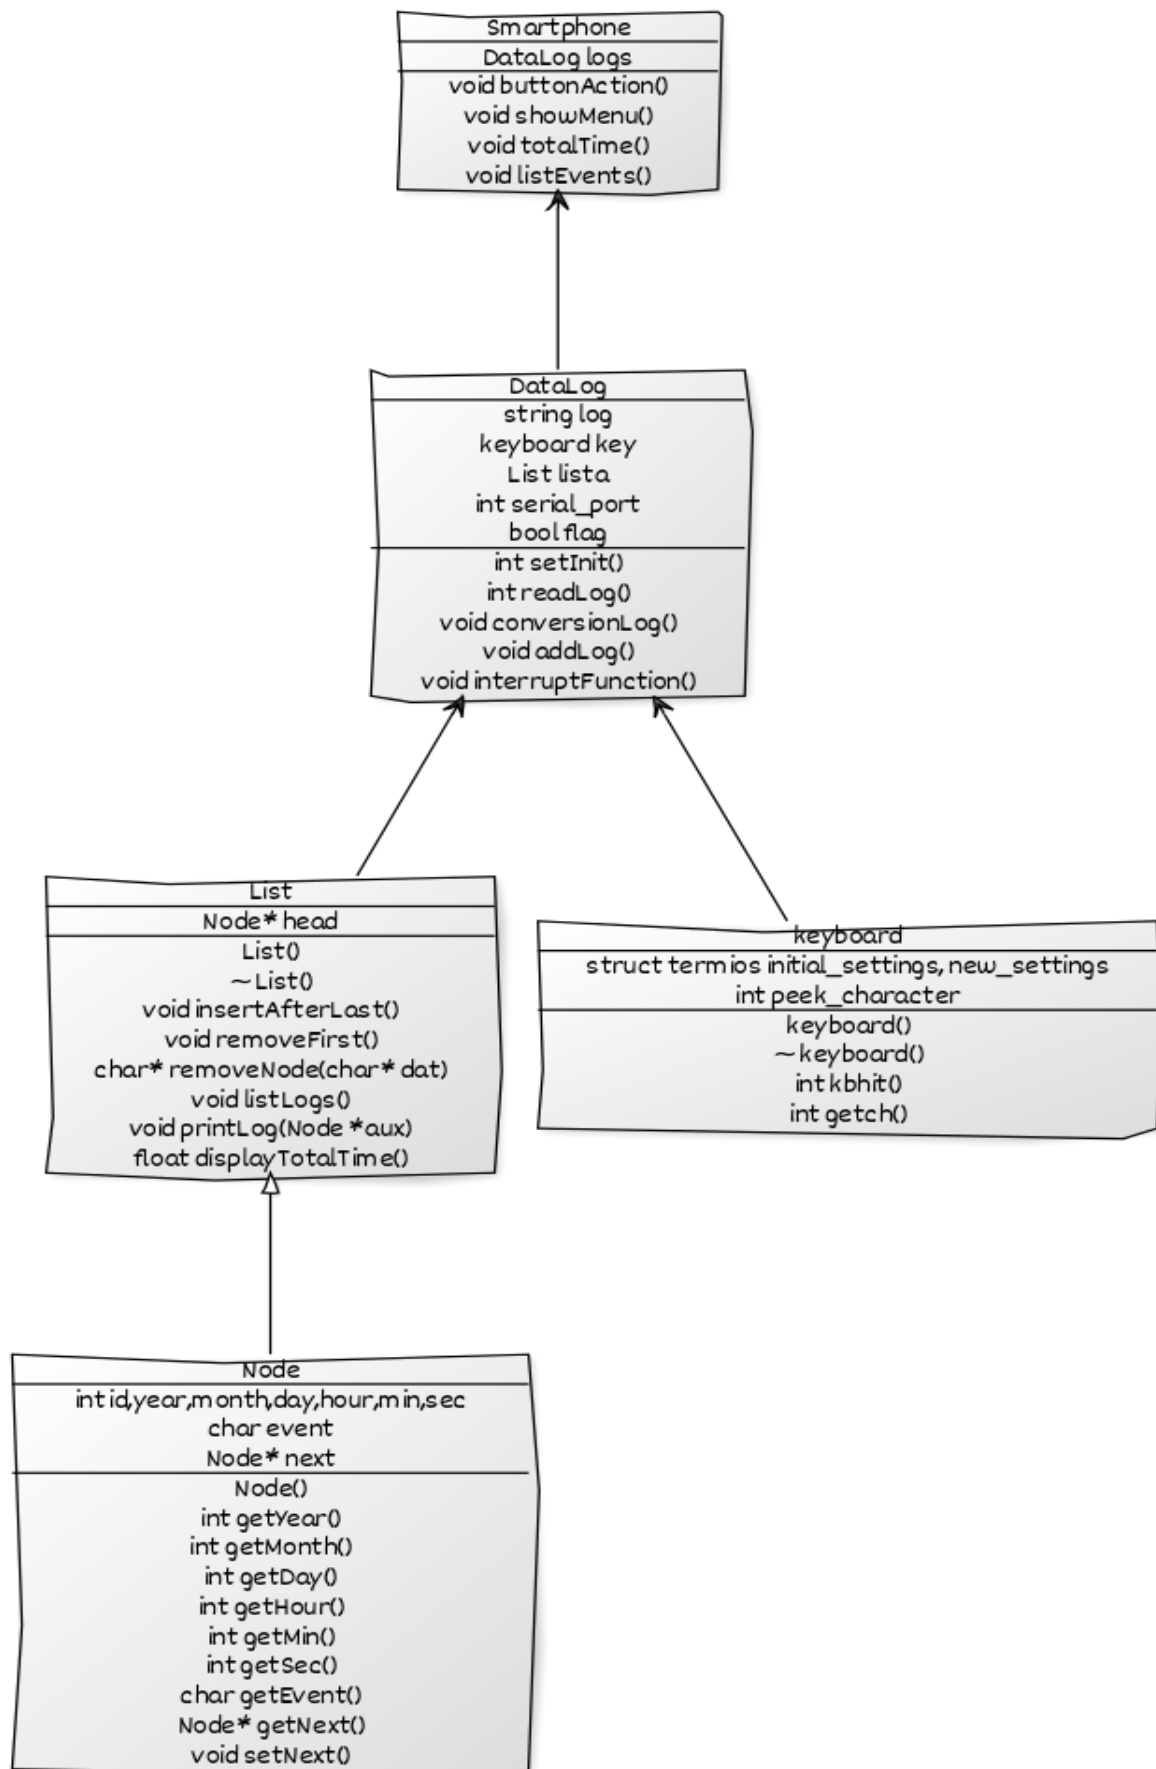 Smartphone
DataLog logs
void buttonAction()
void showMenu()
void totalTime()
void listEvents()
DataLog
string log
keyboard key
List lista
int serial_port
bool flag
int setInit()
int readLog()
void conversionLog()
void addLog()
void interruptFunction()
List
Node* head
List()
~List()
void insertAfterLast()
void removeFirst()
char* removeNode(char* dat)
void listLogs()
void printLog(Node *aux)
float displayTotalTime()
keyboard
struct termios initial_settings, new_settings
int peek_character
keyboard()
~keyboard()
int kbhit()
int getch()
Node
int id,year,month,day,hour,min,sec
char event
Node* next
Node()
int getYear()
int getMonth()
int getDay()
int getHour()
int getMin()
int getSec()
char getEvent()
Node* getNext()
void setNext()